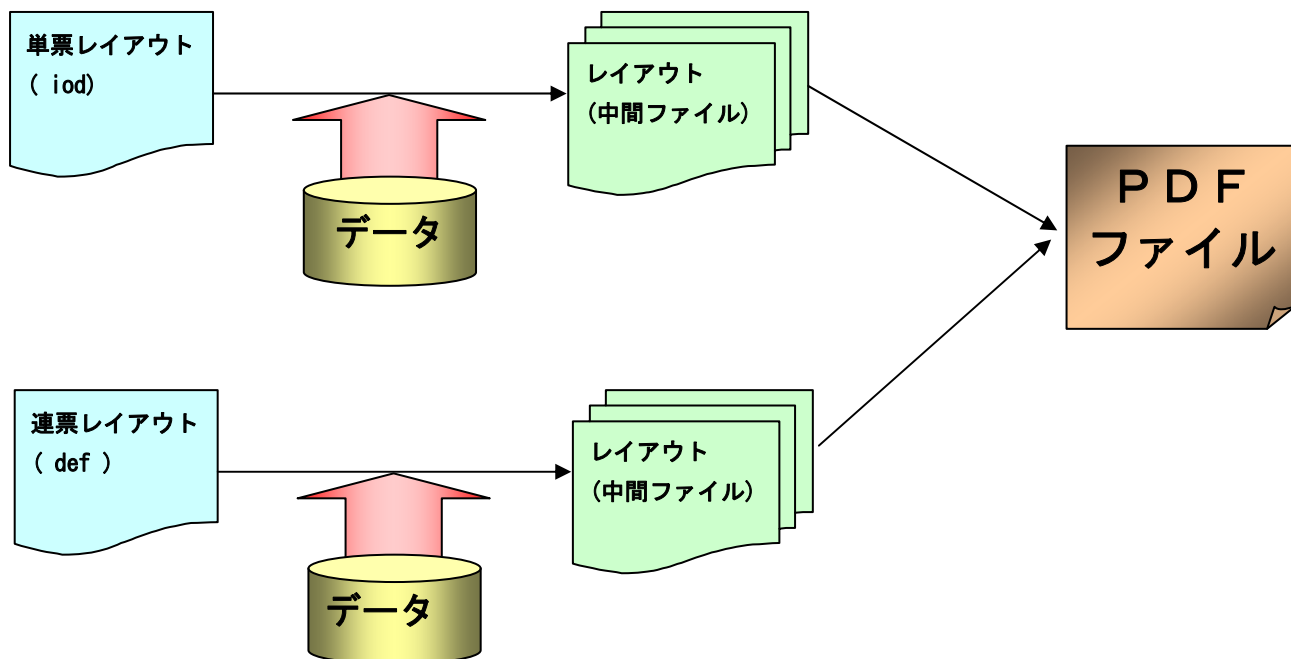 単票レイアウト
( iod)
データ
レイアウト
(中間ファイル)
PDF
ファイル
連票レイアウト
( def )
データ
レイアウト
(中間ファイル)